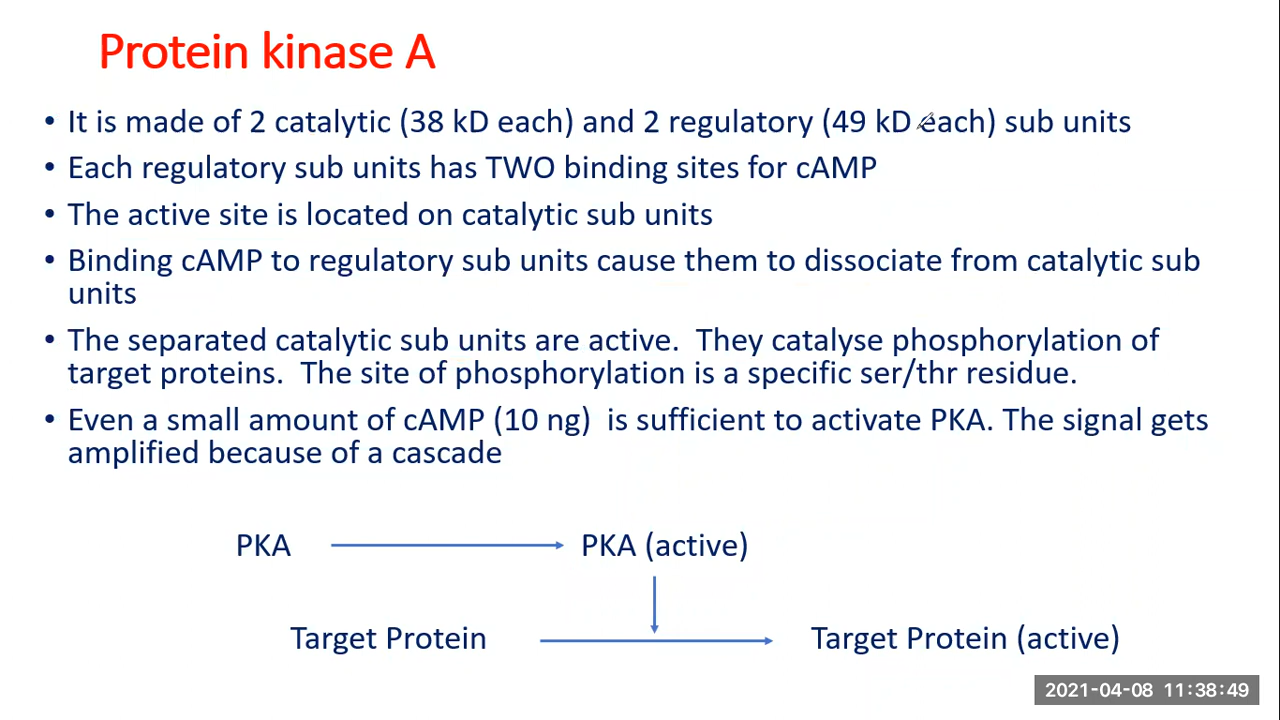 Protein kinase A
• It is made of 2 catalytic (38 kD each) and 2 regulatory (49 kD each) sub units
• Each regulatory sub units has TWO binding sites for cAMP
• The active site is located on catalytic sub units
• Binding cAMP to regulatory sub units cause them to dissociate from catalytic sub
units
• The separated catalytic sub units are active.  They catalyse phosphorylation of
target proteins.  The site of phosphorylation is a specific ser/thr residue.
• Even a small amount of cAMP (10 ng)  is sufficient to activate PKA. The signal gets
amplified because of a cascade
PKA PKA (active)
Target Protein Target Protein (active)
2021-04-08 11:38:49